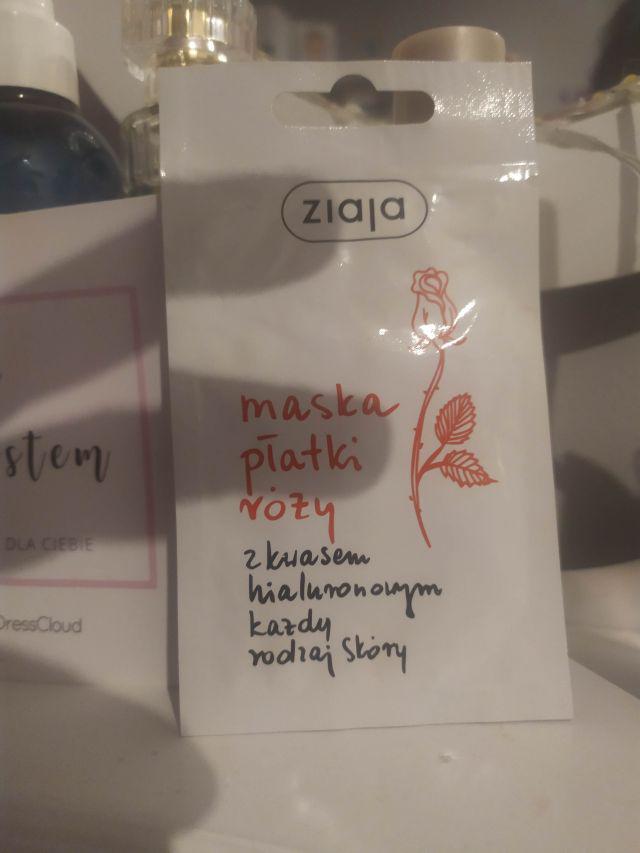 ziaja
maska
płatki
róży
z kwasem
hialuronowym
każdy
rodzaj skóry
stem
DLA CIEBIE
DressCloud